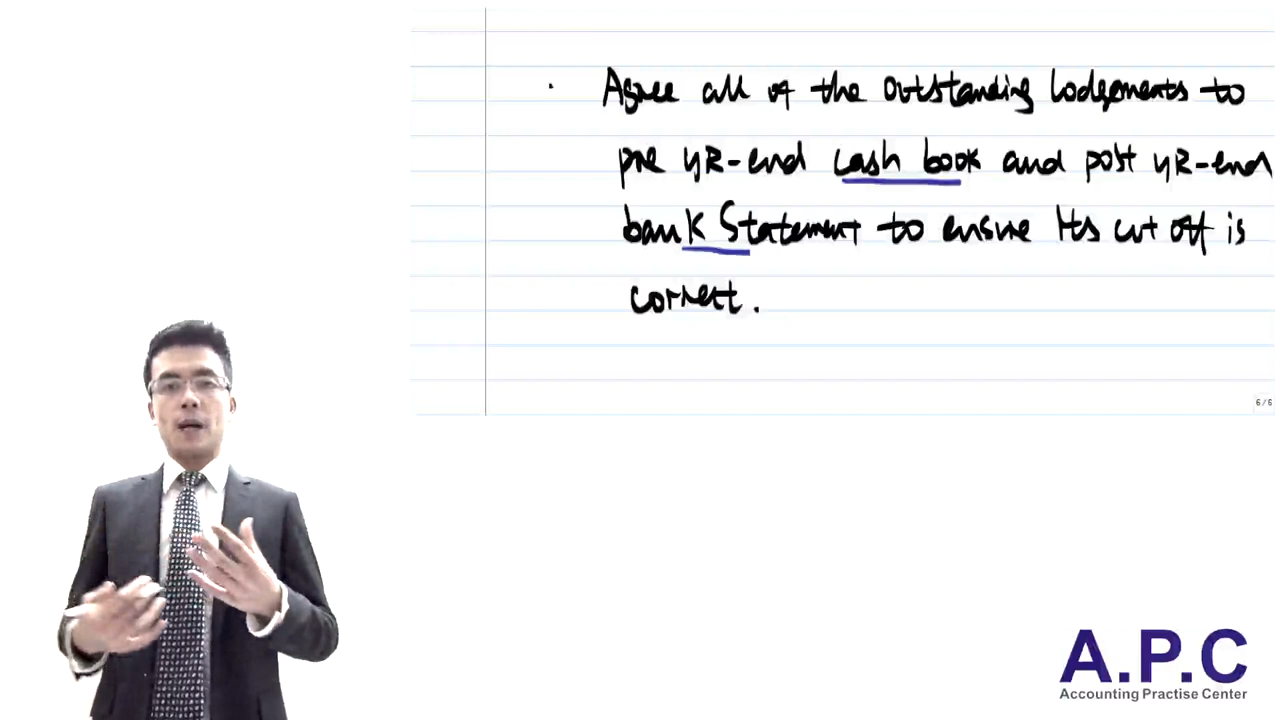 · Agree all of the outstanding lodgements to
pre yR-end cash book and post yR-end
bank Statement to ensure its cut off is
correct.
6/6
A.P.C
Accounting Practise Center